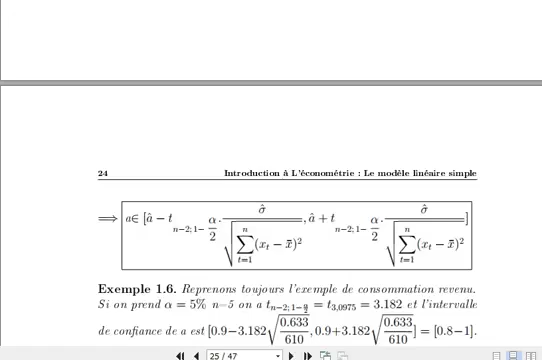 24 Introduction à L'économétrie : Le modèle linéaire simple
⟹ a∈ [â − t_{n−2;1−α/2} · σ̂/√(∑_{t=1}^{n}(x_t − x̄)²), â + t_{n−2;1−α/2} · σ̂/√(∑_{t=1}^{n}(x_t − x̄)²)]
Exemple 1.6. Reprenons toujours l'exemple de consommation revenu.
Si on prend α = 5% n=5 on a t_{n−2;1−α/2} = t_{3,0975} = 3.182 et l'intervalle
de confiance de a est [0.9−3.182√(0.633/610), 0.9+3.182√(0.633/610)] = [0.8−1].
25 / 47